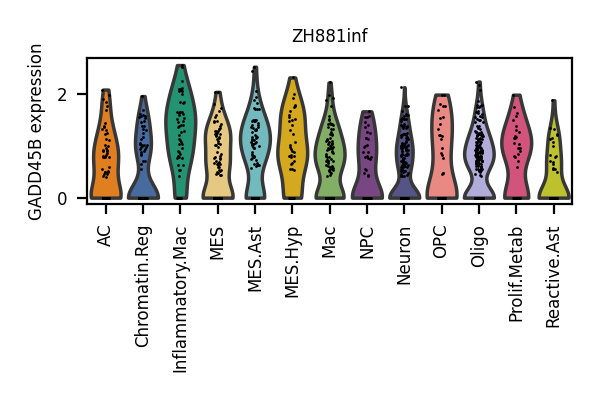 ZH881inf
GADD45B expression
2
0
AC
Chromatin.Reg
Inflammatory.Mac
MES
MES.Ast
MES.Hyp
Mac
NPC
Neuron
OPC
Oligo
Prolif.Metab
Reactive.Ast